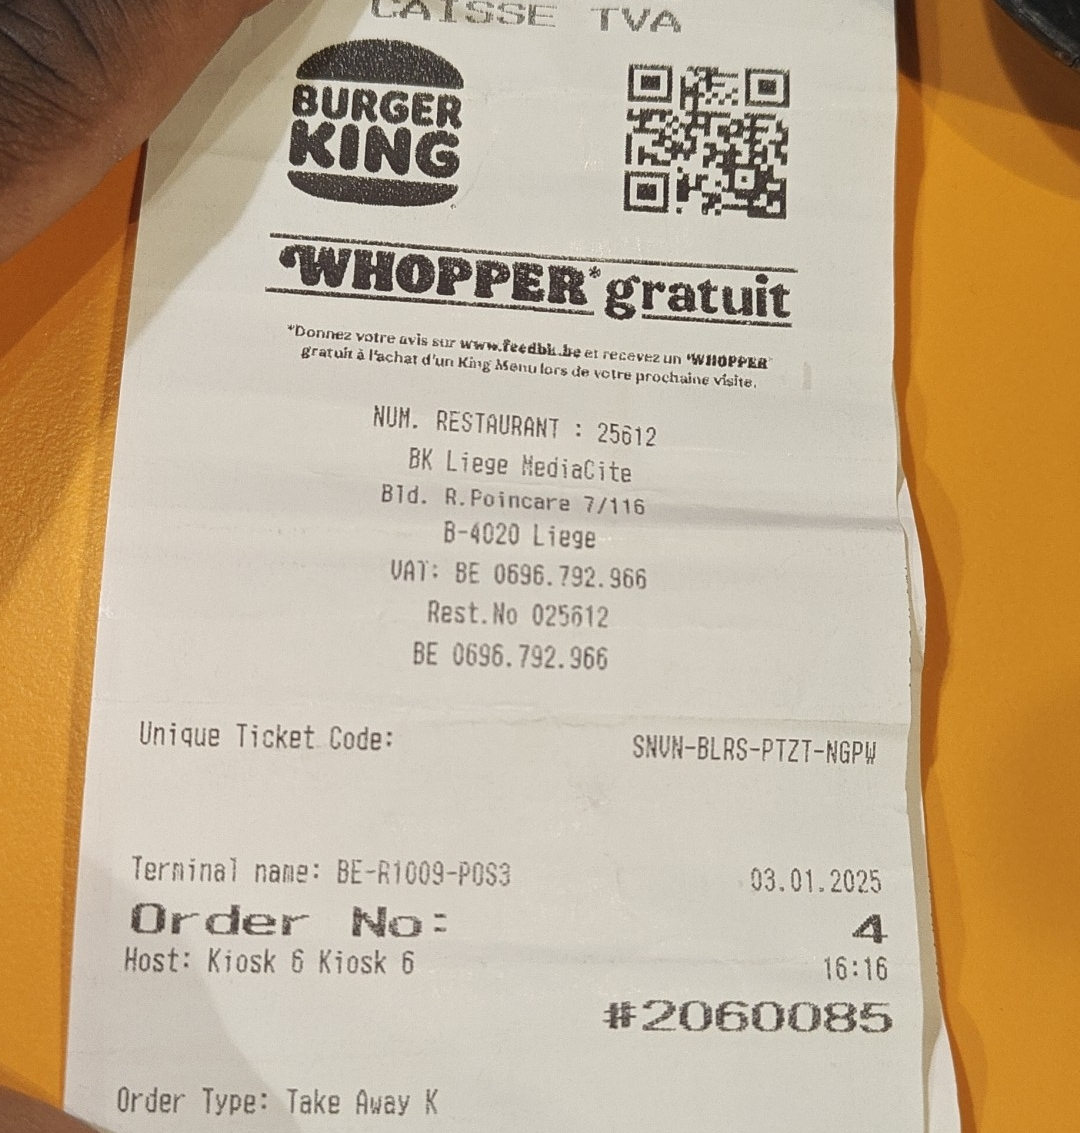 CAISSE TVA
BURGER
KING
WHOPPER* gratuit
*Donnez votre avis sur www.feedbk.be et recevez un WHOPPER
gratuit à l'achat d'un King Menu lors de votre prochaine visite.
NUM. RESTAURANT : 25612
BK Liege MediaCite
Bld. R.Poincare 7/116
B-4020 Liege
VAT: BE 0696.792.966
Rest.No 025612
BE 0696.792.966
Unique Ticket Code: SNVN-BLRS-PTZT-NGPW
Terminal name: BE-R1009-POS3 03.01.2025
Order No: 4
Host: Kiosk 6 Kiosk 6 16:16
#2060085
Order Type: Take Away K